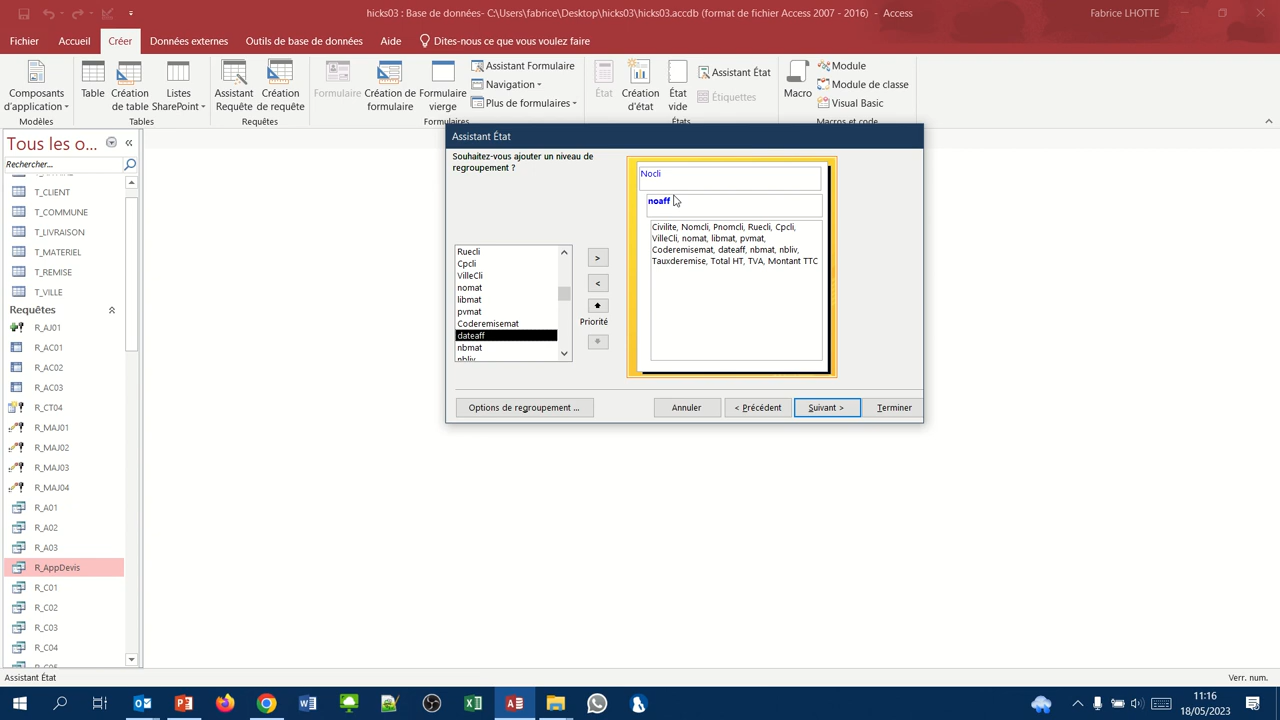 hicks03 : Base de données- C:\Users\fabrice\Desktop\hicks03\hicks03.accdb (format de fichier Access 2007 - 2016) - Access
Fabrice LHOTTE
Fichier
Accueil
Créer
Données externes
Outils de base de données
Aide
Dites-nous ce que vous voulez faire
Composants
d'application
Table
Création
de table
Listes
SharePoint
Assistant
Requête
Création
de requête
Formulaire
Création de
formulaire
Formulaire
vierge
Assistant Formulaire
Navigation
Plus de formulaires
État
Création
d'état
État
vide
Assistant État
Étiquettes
Macro
Module
Module de classe
Visual Basic
Modèles
Tables
Requêtes
Formulaires
États
Macros et code
Tous les o...
Rechercher...
T_CLIENT
T_COMMUNE
T_LIVRAISON
T_MATERIEL
T_REMISE
T_VILLE
Requêtes
R_AJ01
R_AC01
R_AC02
R_AC03
R_CT04
R_MAJ01
R_MAJ02
R_MAJ03
R_MAJ04
R_A01
R_A02
R_A03
R_AppDevis
R_C01
R_C02
R_C03
R_C04
Assistant État
Souhaitez-vous ajouter un niveau de
regroupement ?
Ruecli
Cpcli
VilleCli
nomat
libmat
pvmat
Coderemisemat
dateaff
nbmat
nbliv
>
<
Priorité
Nocli
noaff
Civilite, Nomcli, Pnomcli, Ruecli, Cpcli,
VilleCli, nomat, libmat, pvmat,
Coderemisemat, dateaff, nbmat, nbliv,
Tauxderemise, Total HT, TVA, Montant TTC
Options de regroupement ...
Annuler
< Précédent
Suivant >
Terminer
Assistant État
Verr. num.
11:16
18/05/2023